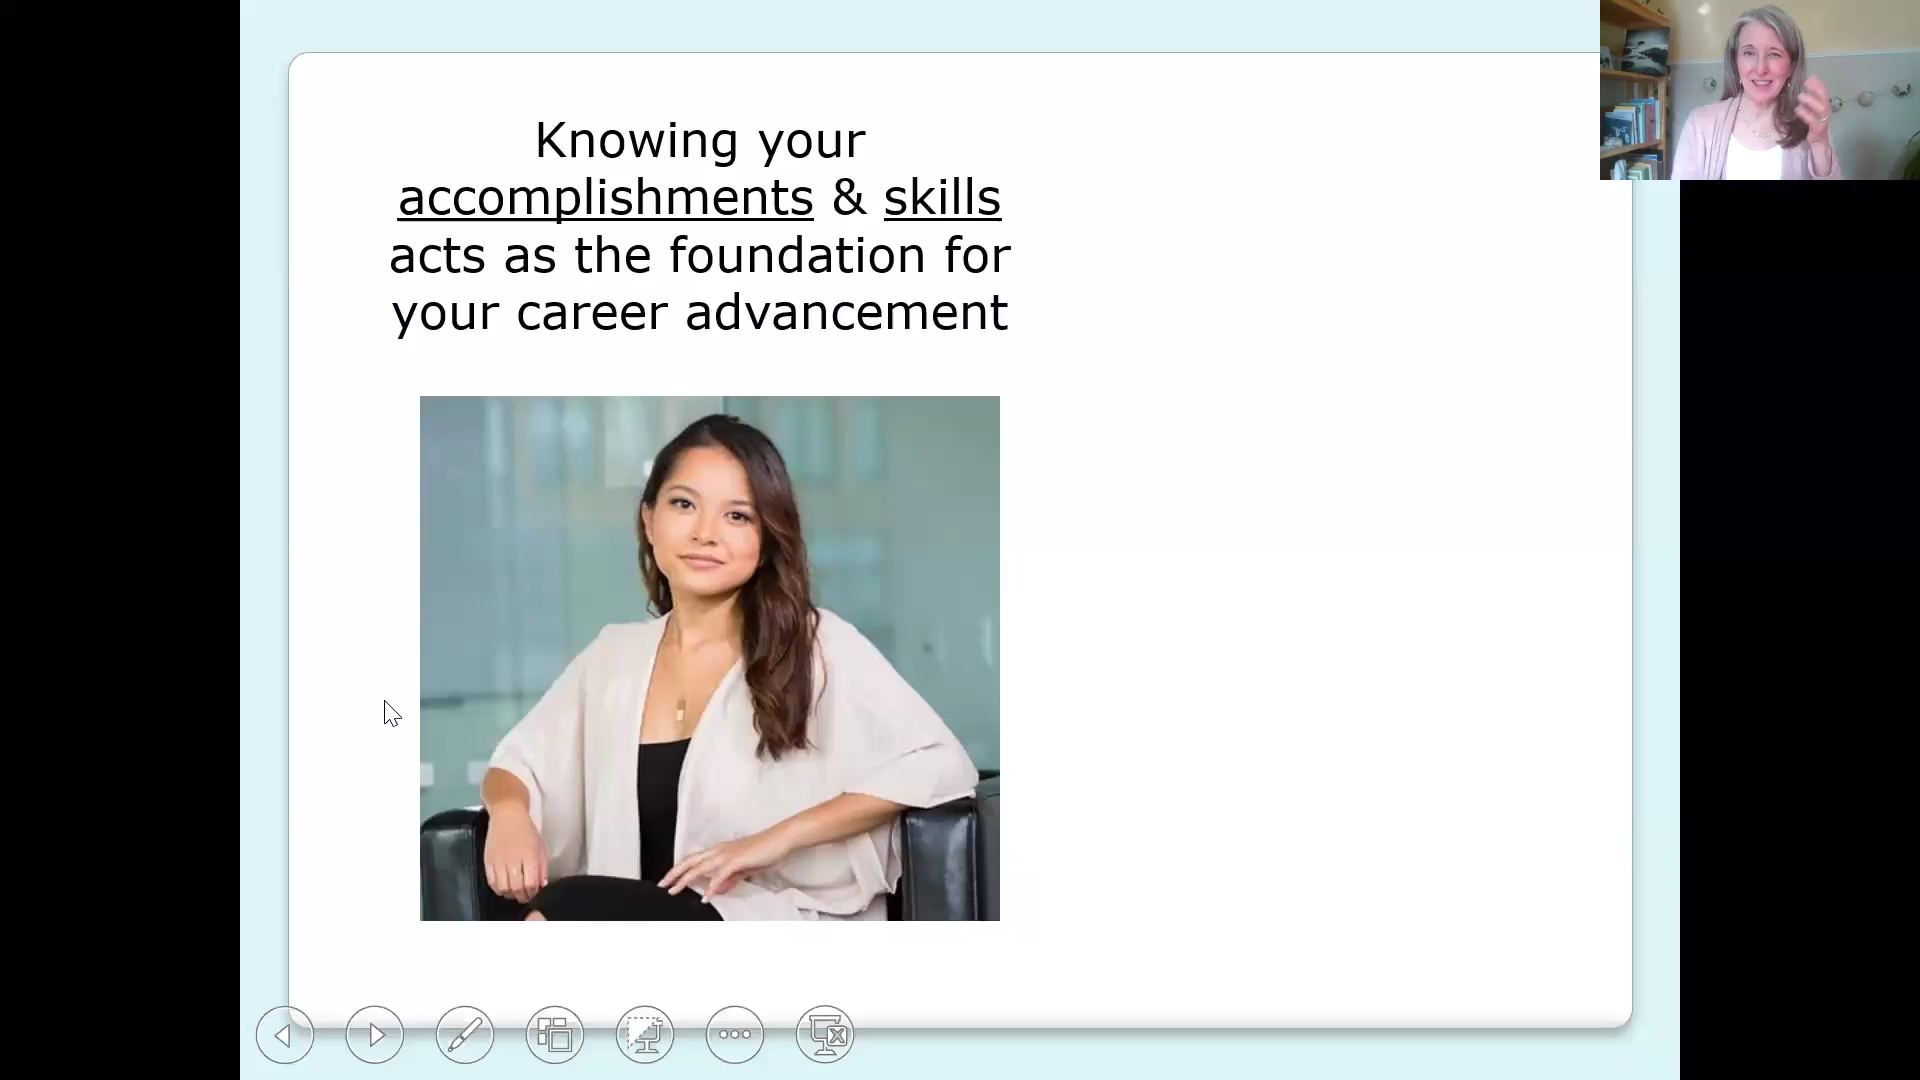 Knowing your
accomplishments & skills
acts as the foundation for
your career advancement